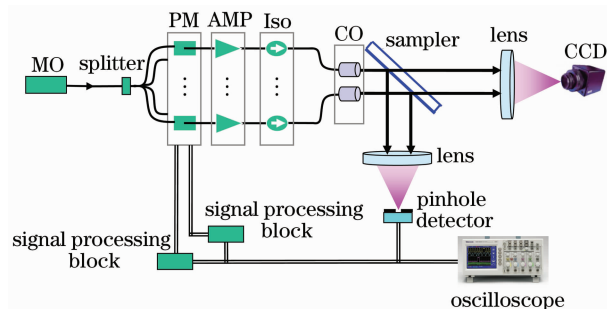 PM AMP Iso
CO
sampler
lens
CCD
MO
splitter
lens
pinhole
detector
signal processing
block
signal processing
block
oscilloscope